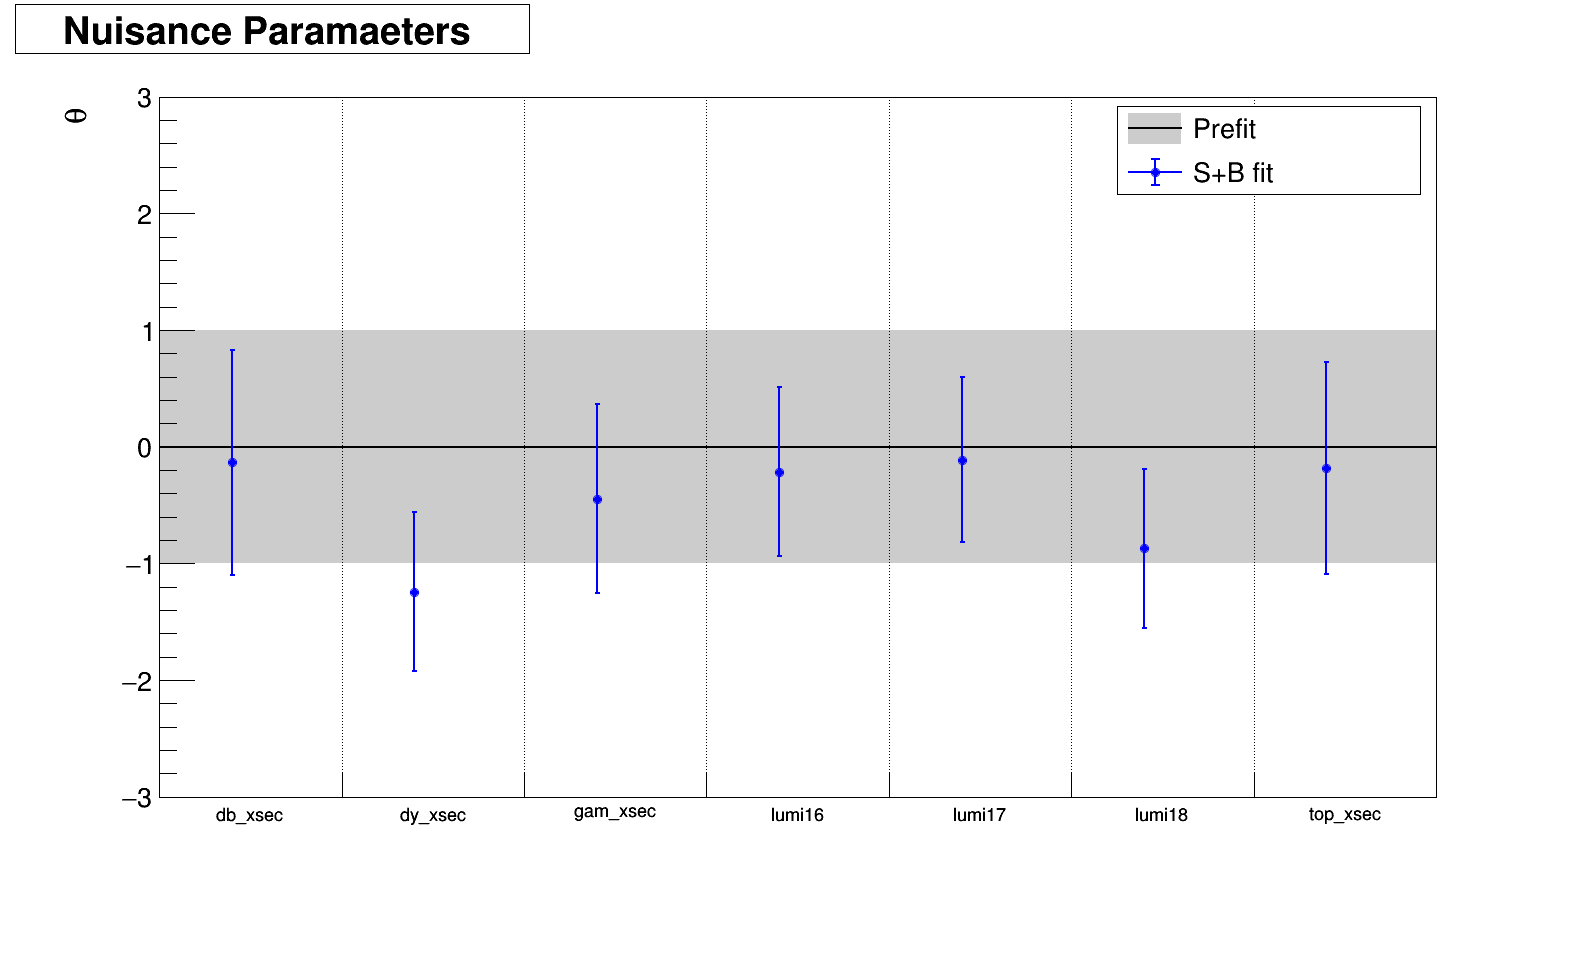 Nuisance Paramaeters
θ
3
2
1
0
−1
−2
−3
Prefit
S+B fit
db_xsec
dy_xsec
gam_xsec
lumi16
lumi17
lumi18
top_xsec